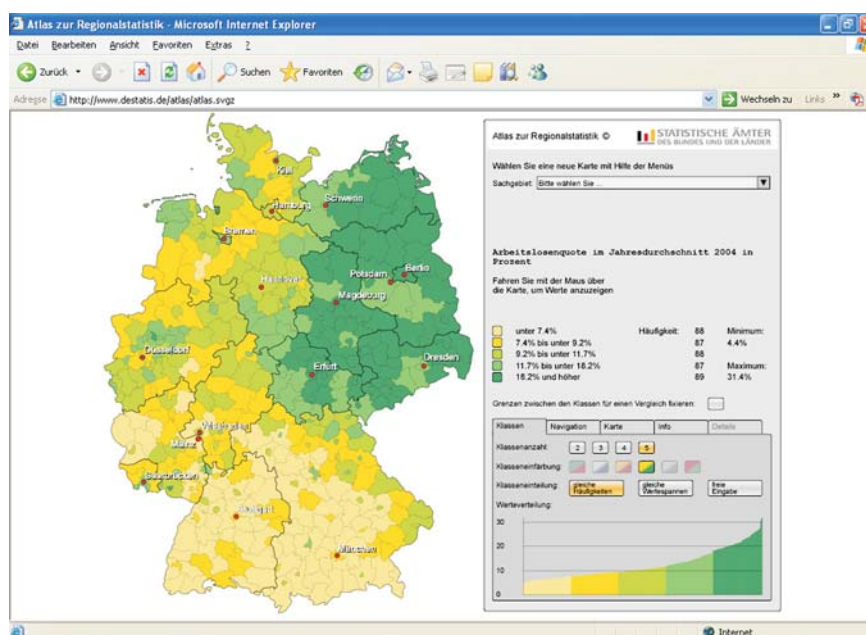 Atlas zur Regionalstatistik - Microsoft Internet Explorer
Datei Bearbeiten Ansicht Favoriten Extras ?
Zurück Suchen Favoriten
Adresse http://www.destatis.de/atlas/atlas.svgz Wechseln zu Links »
Atlas zur Regionalstatistik © STATISTISCHE ÄMTER
DES BUNDES UND DER LÄNDER
Wählen Sie eine neue Karte mit Hilfe der Menüs
Sachgebiet: Bitte wählen Sie ...
Arbeitslosenquote im Jahresdurchschnitt 2004 in
Prozent
Fahren Sie mit der Maus über
die Karte, um Werte anzuzeigen
unter 7.4% Häufigkeit: 88 Minimum:
7.4% bis unter 9.2% 87 4.4%
9.2% bis unter 11.7% 88
11.7% bis unter 18.2% 87 Maximum:
18.2% und höher 89 31.4%
Grenzen zwischen den Klassen für einen Vergleich fixieren:
Klassen Navigation Karte Info Details
Klassenanzahl: 2 3 4 5
Klasseneinfärbung:
Klasseneinteilung: gleiche Häufigkeiten gleiche Wertespannen freie Eingabe
Werteverteilung:
30
20
10
0
Kiel
Hamburg
Schwerin
Bremen
Hannover
Potsdam
Berlin
Magdeburg
Düsseldorf
Erfurt
Dresden
Wiesbaden
Mainz
Saarbrücken
Stuttgart
München
Internet